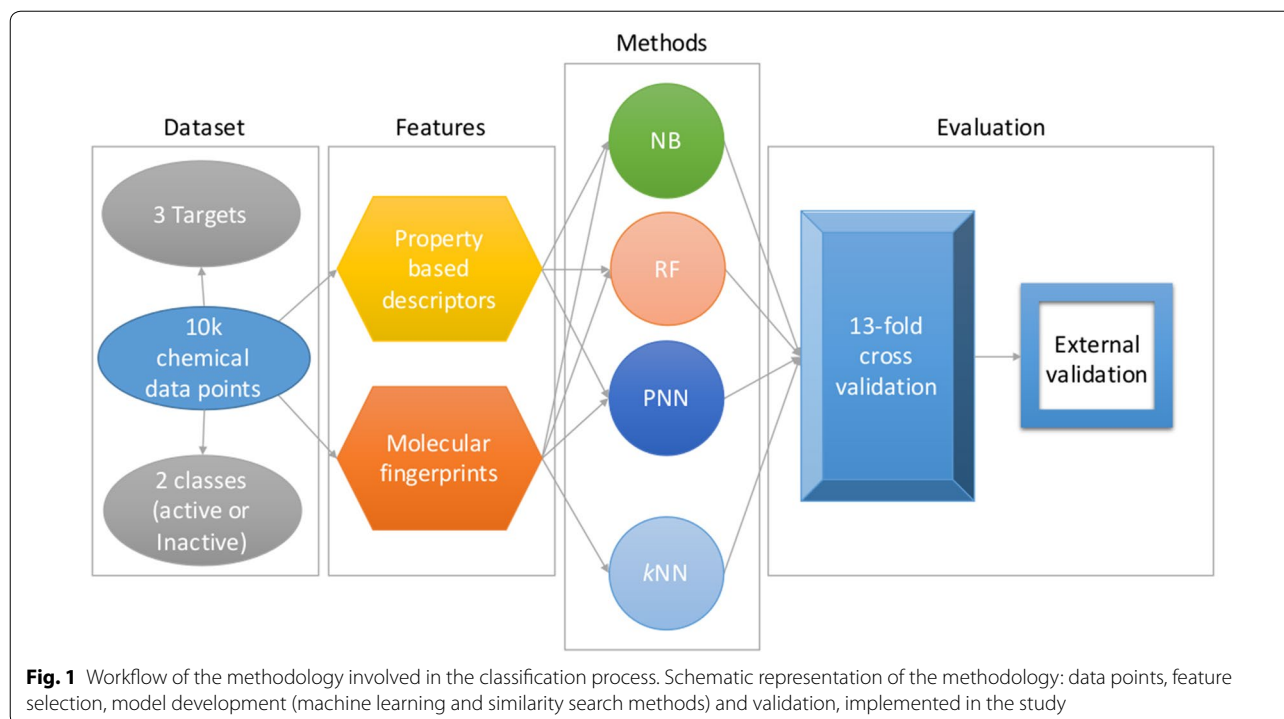 Methods
Dataset
Features
Evaluation
3 Targets
10k
chemical
data points
2 classes
(active or
Inactive)
Property
based
descriptors
Molecular
fingerprints
NB
RF
PNN
kNN
13-fold
cross
validation
External
validation
Fig. 1 Workflow of the methodology involved in the classification process. Schematic representation of the methodology: data points, feature
selection, model development (machine learning and similarity search methods) and validation, implemented in the study